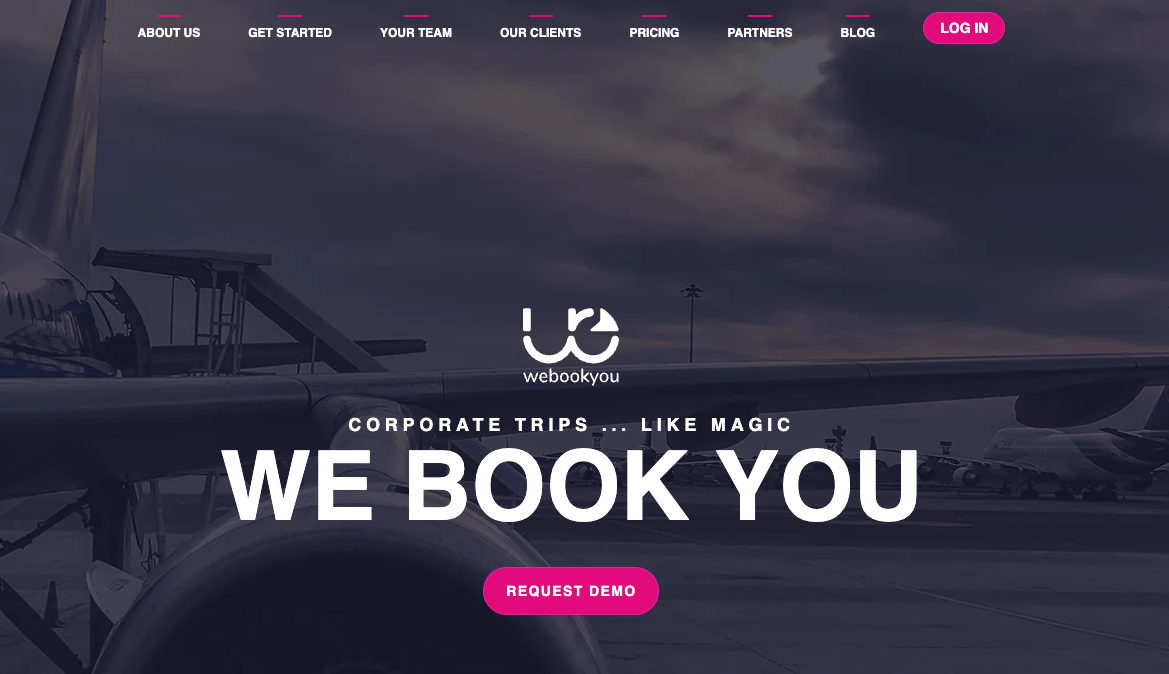 ABOUT US
GET STARTED
YOUR TEAM
OUR CLIENTS
PRICING
PARTNERS
BLOG
LOG IN
webookyou
CORPORATE TRIPS ... LIKE MAGIC
WE BOOK YOU
REQUEST DEMO